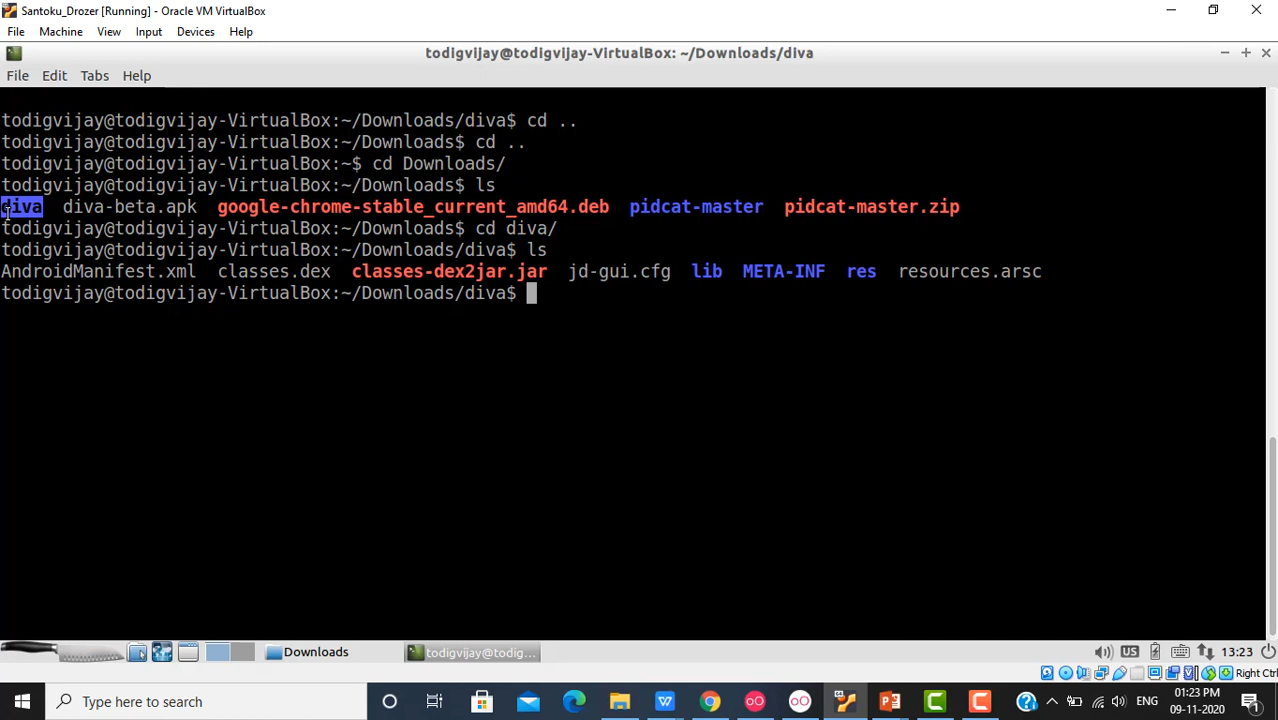 Santoku_Drozer [Running] - Oracle VM VirtualBox
File Machine View Input Devices Help
todigvijay@todigvijay-VirtualBox: ~/Downloads/diva
File Edit Tabs Help
todigvijay@todigvijay-VirtualBox:~/Downloads/diva$ cd ..
todigvijay@todigvijay-VirtualBox:~/Downloads$ cd ..
todigvijay@todigvijay-VirtualBox:~$ cd Downloads/
todigvijay@todigvijay-VirtualBox:~/Downloads$ ls
diva diva-beta.apk google-chrome-stable_current_amd64.deb pidcat-master pidcat-master.zip
todigvijay@todigvijay-VirtualBox:~/Downloads$ cd diva/
todigvijay@todigvijay-VirtualBox:~/Downloads/diva$ ls
AndroidManifest.xml classes.dex classes-dex2jar.jar jd-gui.cfg lib META-INF res resources.arsc
todigvijay@todigvijay-VirtualBox:~/Downloads/diva$
Downloads todigvijay@todig... US 13:23
Right Ctrl
Type here to search ENG 01:23 PM
09-11-2020